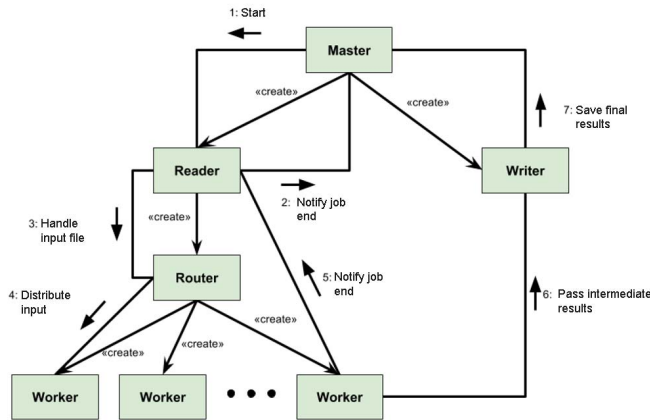 1: Start
Master
«create»
«create»
7: Save final
results
Reader
Writer
2: Notify job
end
«create»
3: Handle
input file
Router
5: Notify job
end
4: Distribute
input
6: Pass intermediate
results
«create»
«create»
«create»
Worker
Worker
Worker